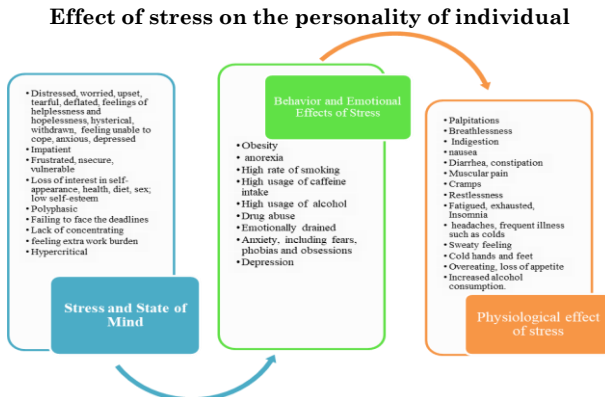 Effect of stress on the personality of individual
• Distressed, worried, upset,
tearful, deflated, feelings of
helplessness and
hopelessness, hysterical,
withdrawn, feeling unable to
cope, anxious, depressed
• Impatient
• Frustrated, nsecure,
vulnerable
• Loss of interest in self-
appearance, health, diet, sex;
low self-esteem
• Polyphasic
• Failing to face the deadlines
• Lack of concentrating
• feeling extra work burden
• Hypercritical
Stress and State of
Mind
Behavior and Emotional
Effects of Stress
• Obesity
• anorexia
• High rate of smoking
• High usage of caffeine
intake
• High usage of alcohol
• Drug abuse
• Emotionally drained
• Anxiety, including fears,
phobias and obsessions
• Depression
• Palpitations
• Breathlessness
• Indigestion
• nausea
• Diarrhea, constipation
• Muscular pain
• Cramps
• Restlessness
• Fatigued, exhausted,
Insomnia
• headaches, frequent illness
such as colds
• Sweaty feeling
• Cold hands and feet
• Overeating, loss of appetite
• Increased alcohol
consumption.
Physiological effect
of stress